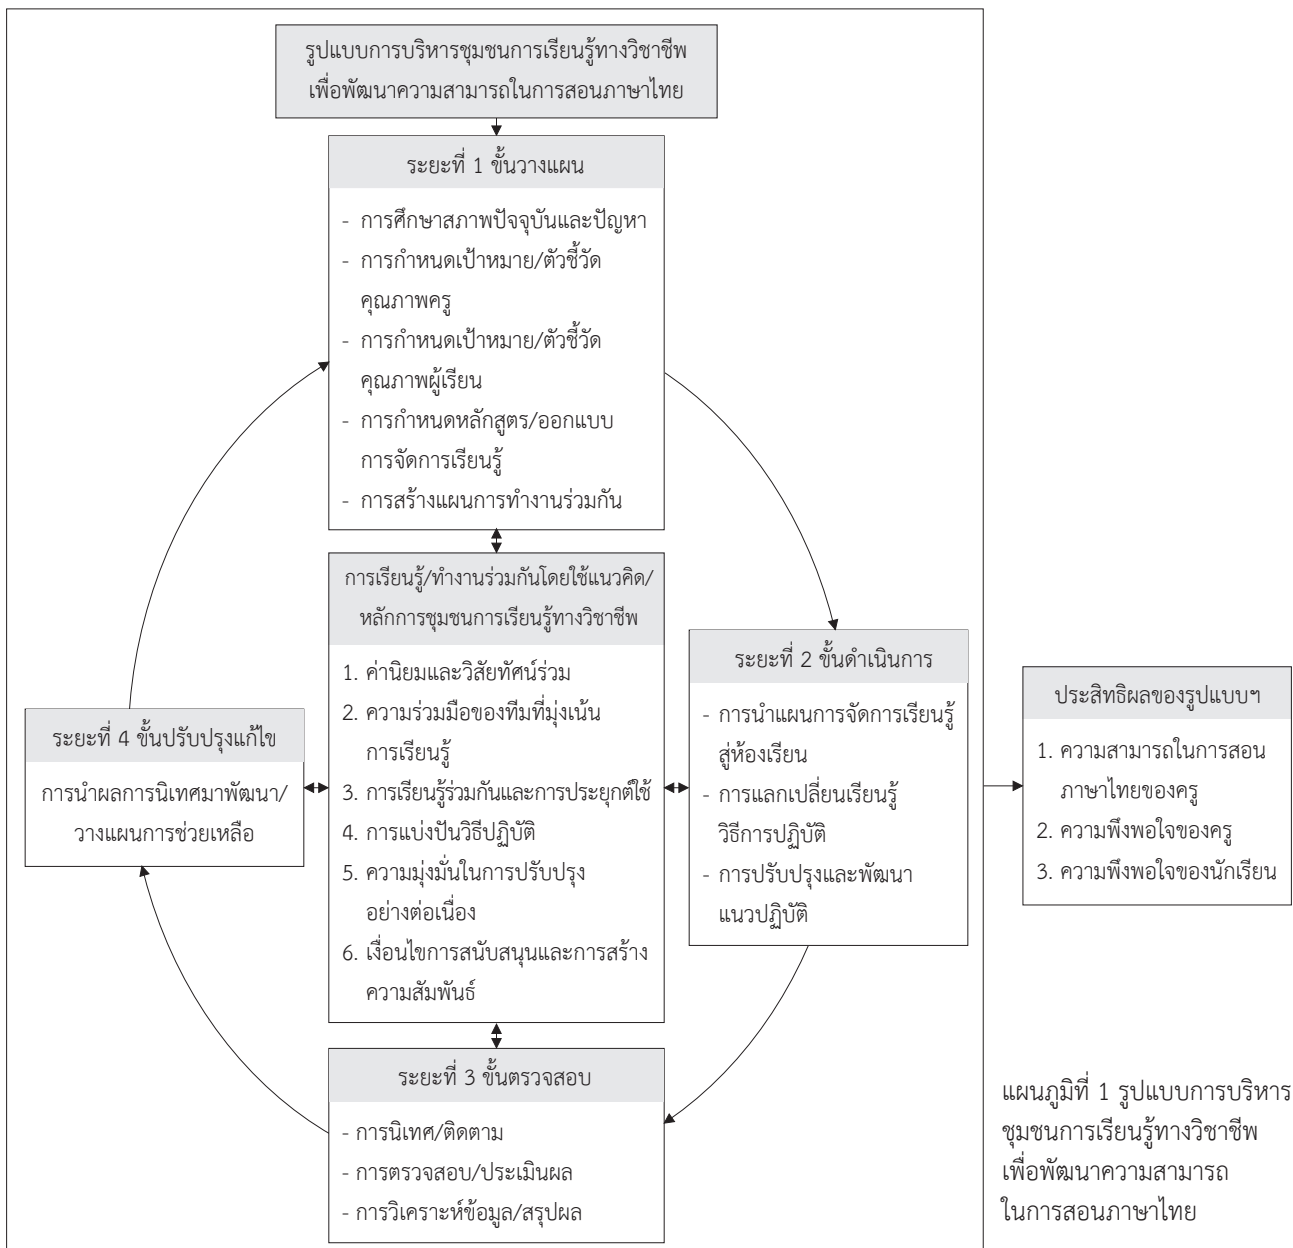 รูปแบบการบริหารชุมชนการเรียนรู้ทางวิชาชีพ
เพื่อพัฒนาความสามารถในการสอนภาษาไทย
ระยะที่ 1 ขั้นวางแผน
- การศึกษาสภาพปัจจุบันและปัญหา
- การกำหนดเป้าหมาย/ตัวชี้วัด
คุณภาพครู
- การกำหนดเป้าหมาย/ตัวชี้วัด
คุณภาพผู้เรียน
- การกำหนดหลักสูตร/ออกแบบ
การจัดการเรียนรู้
- การสร้างแผนการทำงานร่วมกัน
การเรียนรู้/ทำงานร่วมกันโดยใช้แนวคิด/
หลักการชุมชนการเรียนรู้ทางวิชาชีพ
1. ค่านิยมและวิสัยทัศน์ร่วม
2. ความร่วมมือของทีมที่มุ่งเน้น
การเรียนรู้
3. การเรียนรู้ร่วมกันและการประยุกต์ใช้
4. การแบ่งปันวิธีปฏิบัติ
5. ความมุ่งมั่นในการปรับปรุง
อย่างต่อเนื่อง
6. เงื่อนไขการสนับสนุนและการสร้าง
ความสัมพันธ์
ระยะที่ 2 ขั้นดำเนินการ
- การนำแผนการจัดการเรียนรู้
สู่ห้องเรียน
- การแลกเปลี่ยนเรียนรู้
วิธีการปฏิบัติ
- การปรับปรุงและพัฒนา
แนวปฏิบัติ
ระยะที่ 3 ขั้นตรวจสอบ
- การนิเทศ/ติดตาม
- การตรวจสอบ/ประเมินผล
- การวิเคราะห์ข้อมูล/สรุปผล
ระยะที่ 4 ขั้นปรับปรุงแก้ไข
การนำผลการนิเทศมาพัฒนา/
วางแผนการช่วยเหลือ
ประสิทธิผลของรูปแบบฯ
1. ความสามารถในการสอน
ภาษาไทยของครู
2. ความพึงพอใจของครู
3. ความพึงพอใจของนักเรียน
แผนภูมิที่ 1 รูปแบบการบริหาร
ชุมชนการเรียนรู้ทางวิชาชีพ
เพื่อพัฒนาความสามารถ
ในการสอนภาษาไทย